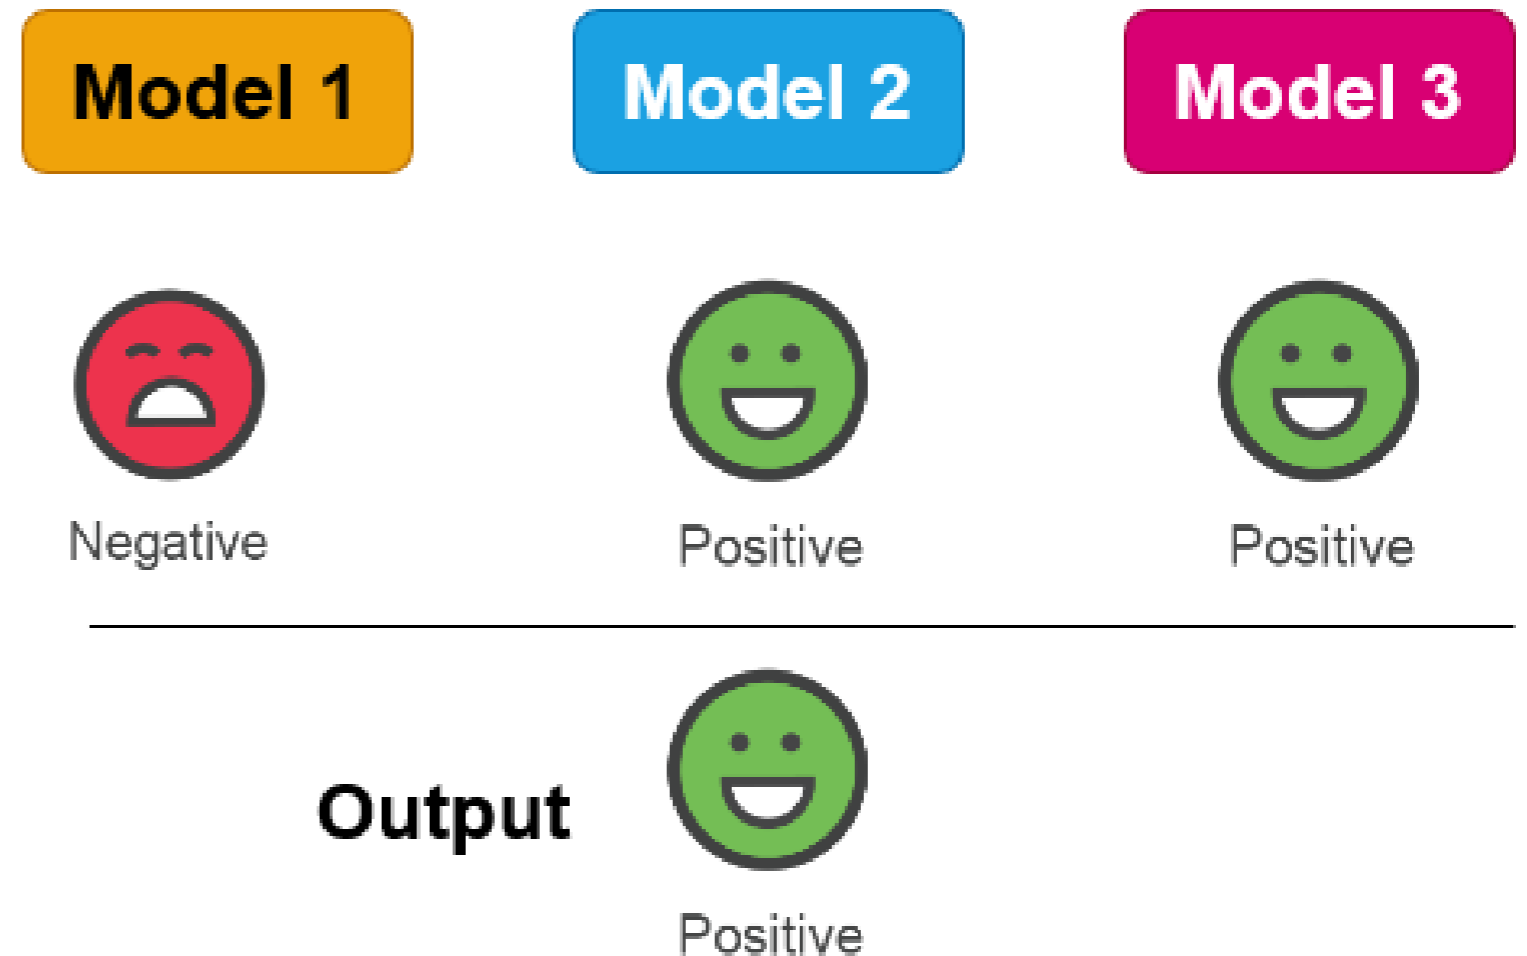 Model 1
Model 2
Model 3
Negative
Positive
Positive
Output
Positive